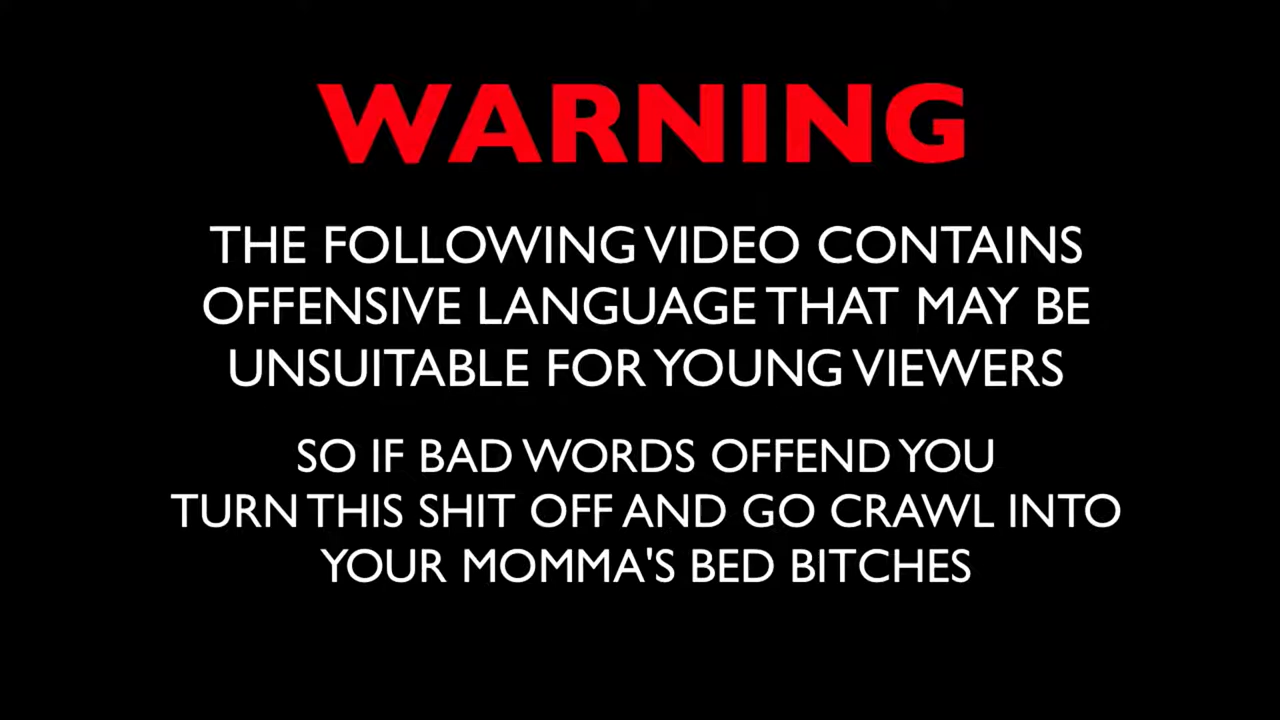 WARNING
THE FOLLOWING VIDEO CONTAINS
OFFENSIVE LANGUAGE THAT MAY BE
UNSUITABLE FOR YOUNG VIEWERS
SO IF BAD WORDS OFFEND YOU
TURN THIS SHIT OFF AND GO CRAWL INTO
YOUR MOMMA'S BED BITCHES